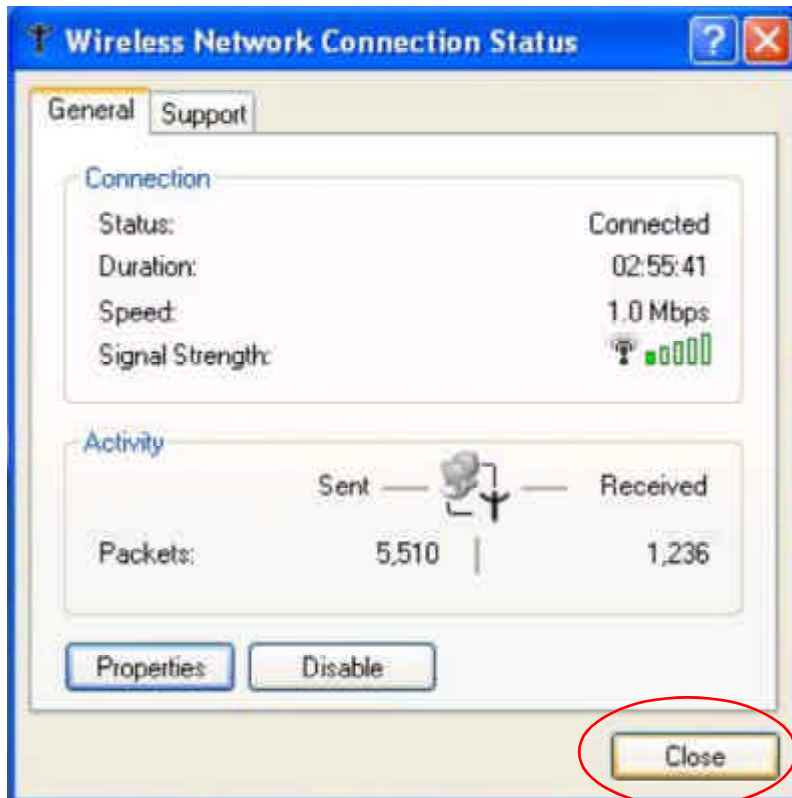 Wireless Network Connection Status
?
General Support
Connection
Status: Connected
Duration: 02:55:41
Speed: 1.0 Mbps
Signal Strength:
Activity
Sent Received
Packets: 5,510 1,236
Properties Disable
Close